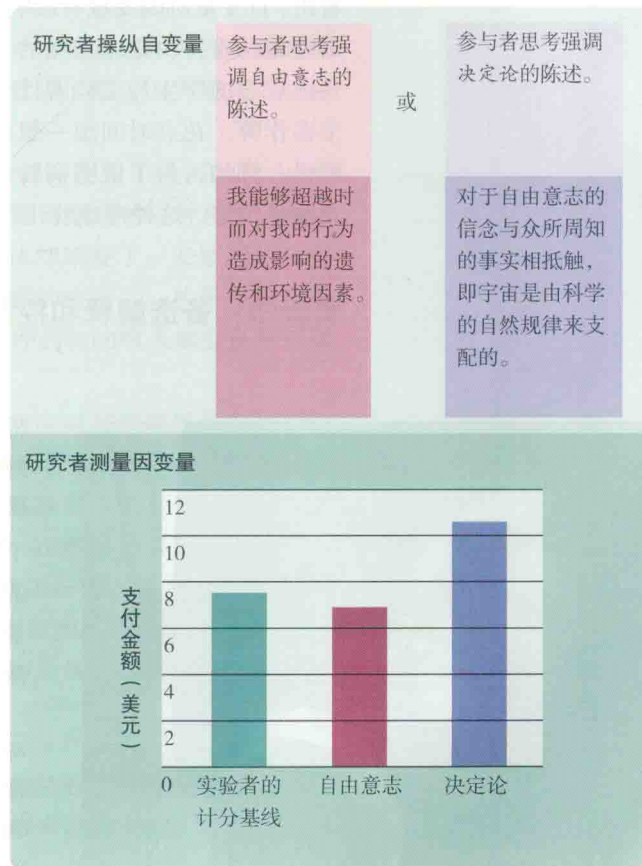 研究者操纵自变量
参与者思考强
调自由意志的
陈述。
或
参与者思考强调
决定论的陈述。
我能够超越时
而对我的行为
造成影响的遗
传和环境因素。
对于自由意志的
信念与众所周知
的事实相抵触，
即宇宙是由科学
的自然规律来支
配的。
研究者测量因变量
支付金额（美元）
12
10
8
6
4
2
0
实验者的
计分基线
自由意志
决定论